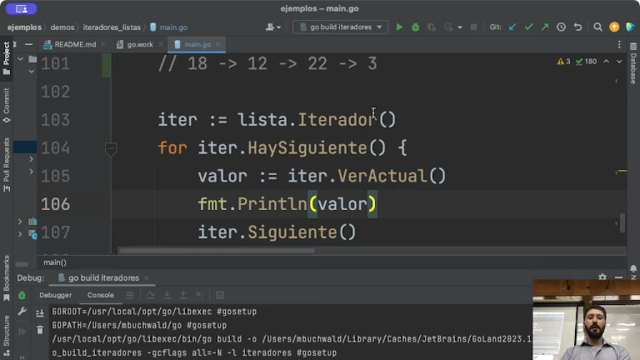 ejemplos
main.go
ejemplos demos iteradores_listas main.go
go build iteradores
README.md go.work main.go
Project
Commit
Pull Requests
Bookmarks
Structure
Database
3 180
101 // 18 -> 12 -> 22 -> 3
102
103 iter := lista.Iterador()
104 for iter.HaySiguiente() {
105 valor := iter.VerActual()
106 fmt.Println(valor)
107 iter.Siguiente()
main()
Debug: go build iteradores
Debugger Console
GOROOT=/usr/local/opt/go/libexec #gosetup
GOPATH=/Users/mbuchwald #gosetup
/usr/local/opt/go/libexec/bin/go build -o /Users/mbuchwald/Library/Caches/JetBrains/GoLand2023.
o_build_iteradores -gcflags all=-N -l iteradores #gosetup